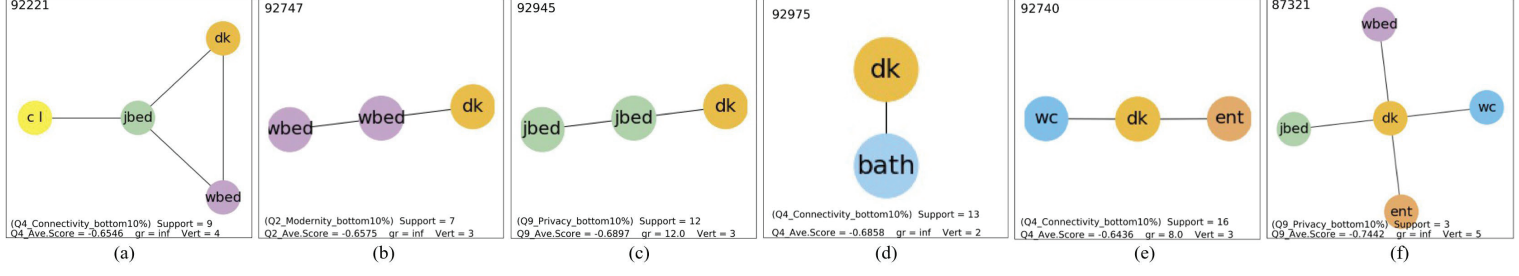 92221
dk
c l
jbed
wbed
(Q4_Connectivity_bottom10%) Support = 9
Q4_Ave.Score = -0.6546 gr = inf Vert = 4
(a)
92747
wbed
wbed
dk
(Q2_Modernity_bottom10%) Support = 7
Q2_Ave.Score = -0.6575 gr = inf Vert = 3
(b)
92945
jbed
jbed
dk
(Q9_Privacy_bottom10%) Support = 12
Q9_Ave.Score = -0.6897 gr = 12.0 Vert = 3
(c)
92975
dk
bath
(Q4_Connectivity_bottom10%) Support = 13
Q4_Ave.Score = -0.6858 gr = inf Vert = 2
(d)
92740
wc
dk
ent
(Q4_Connectivity_bottom10%) Support = 16
Q4_Ave.Score = -0.6436 gr = 8.0 Vert = 3
(e)
87321
wbed
wc
dk
jbed
ent
(Q9_Privacy_bottom10%) Support = 3
Q9_Ave.Score = -0.7442 gr = inf Vert = 5
(f)